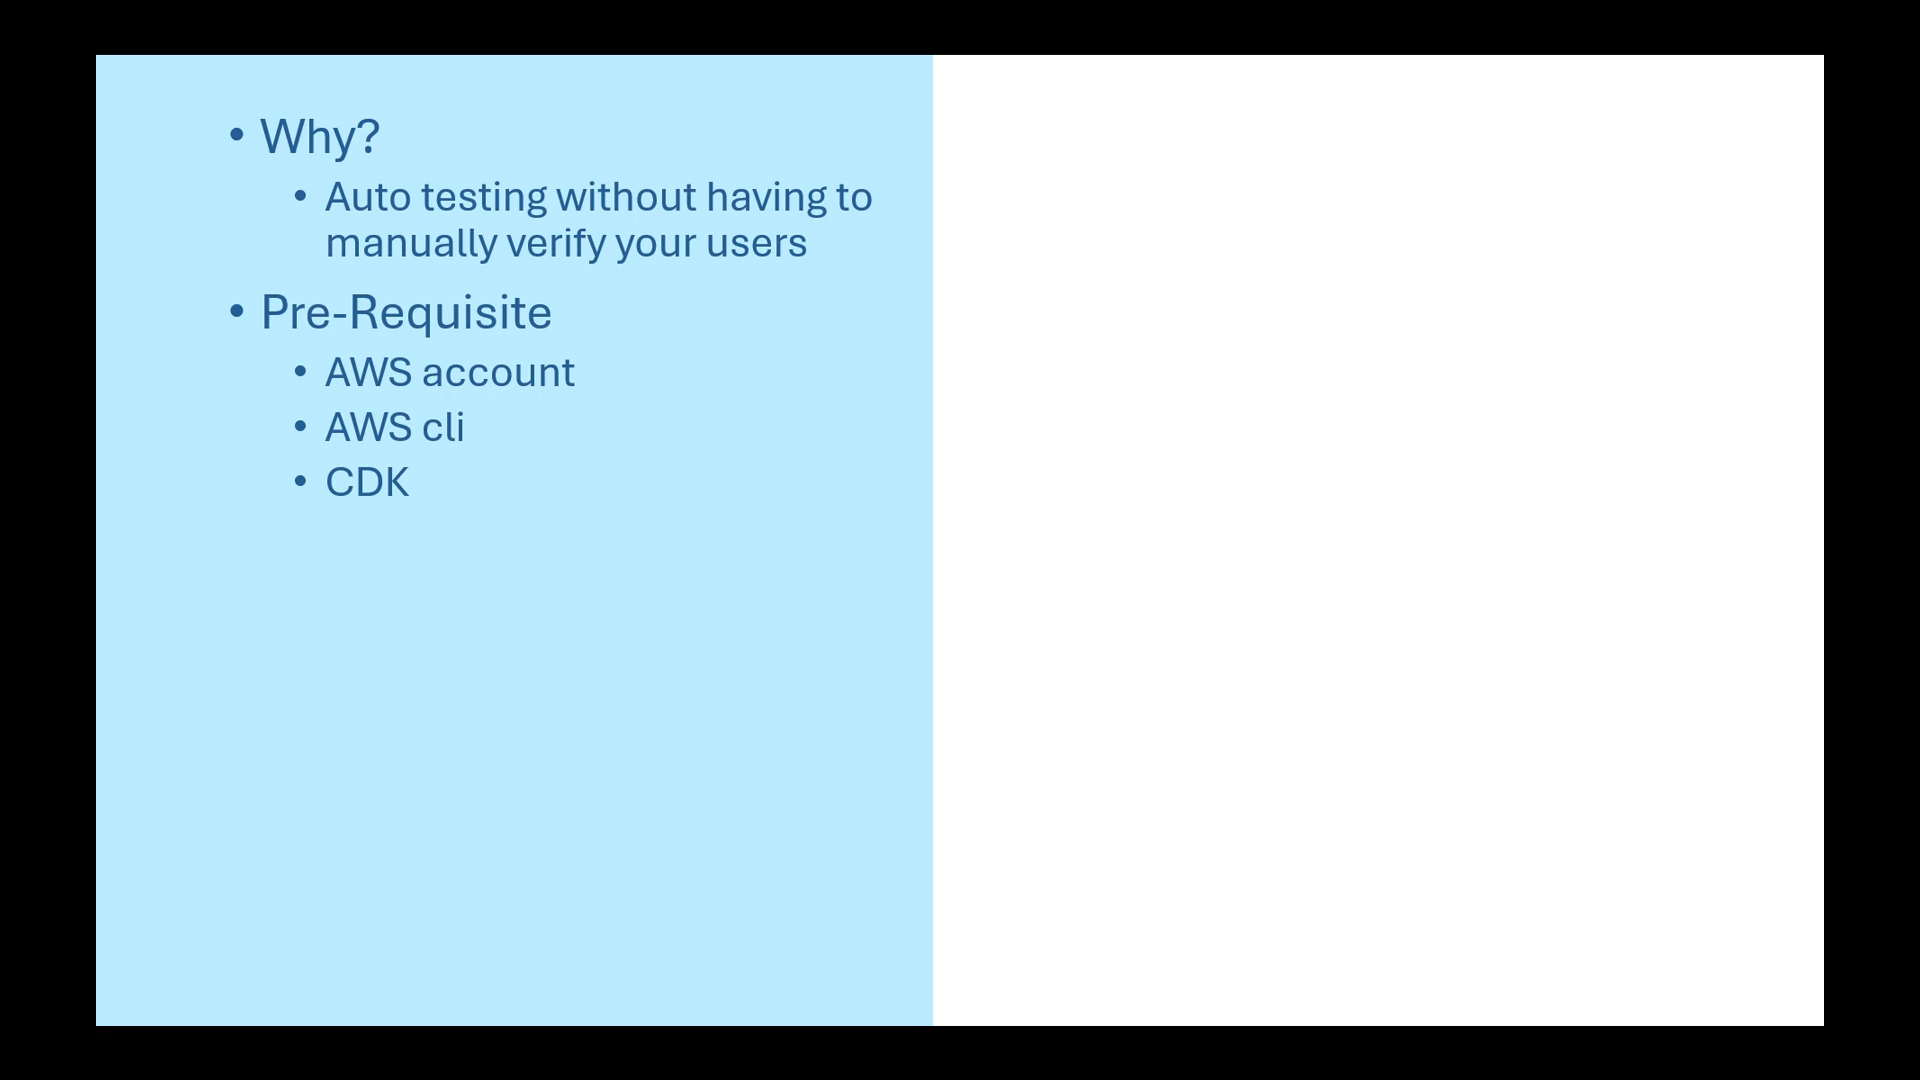 • Why?
• Auto testing without having to
manually verify your users
• Pre-Requisite
• AWS account
• AWS cli
• CDK